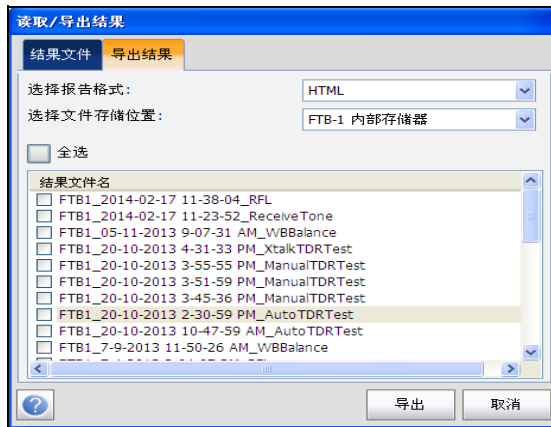 读取/导出结果
结果文件 导出结果
选择报告格式: HTML
选择文件存储位置: FTB-1 内部存储器
全选
结果文件名
FTB1_2014-02-17 11-38-04_RFL
FTB1_2014-02-17 11-23-52_ReceiveTone
FTB1_05-11-2013 9-07-31 AM_WBBalance
FTB1_20-10-2013 4-31-33 PM_XtalkTDRTest
FTB1_20-10-2013 3-55-55 PM_ManualTDRTest
FTB1_20-10-2013 3-51-59 PM_ManualTDRTest
FTB1_20-10-2013 3-45-36 PM_ManualTDRTest
FTB1_20-10-2013 2-30-59 PM_AutoTDRTest
FTB1_20-10-2013 10-47-59 AM_AutoTDRTest
FTB1_7-9-2013 11-50-26 AM_WBBalance
? 导出 取消